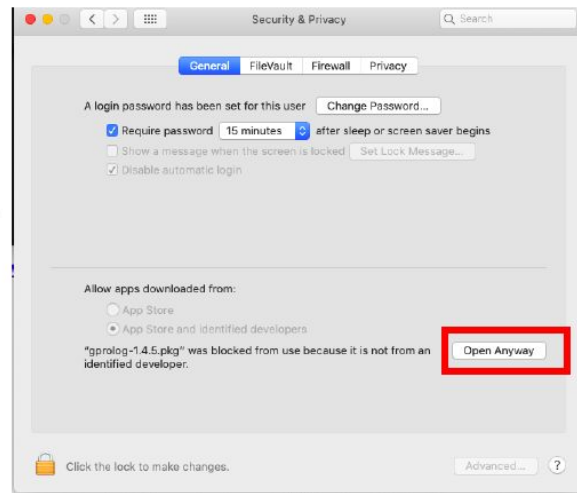 Security & Privacy
Search
General FileVault Firewall Privacy
A login password has been set for this user Change Password...
Require password 15 minutes after sleep or screen saver begins
Show a message when the screen is locked Set Lock Message...
Disable automatic login
Allow apps downloaded from:
App Store
App Store and identified developers
"gprolog-1.4.5.pkg" was blocked from use because it is not from an Open Anyway
identified developer.
Click the lock to make changes. Advanced... ?